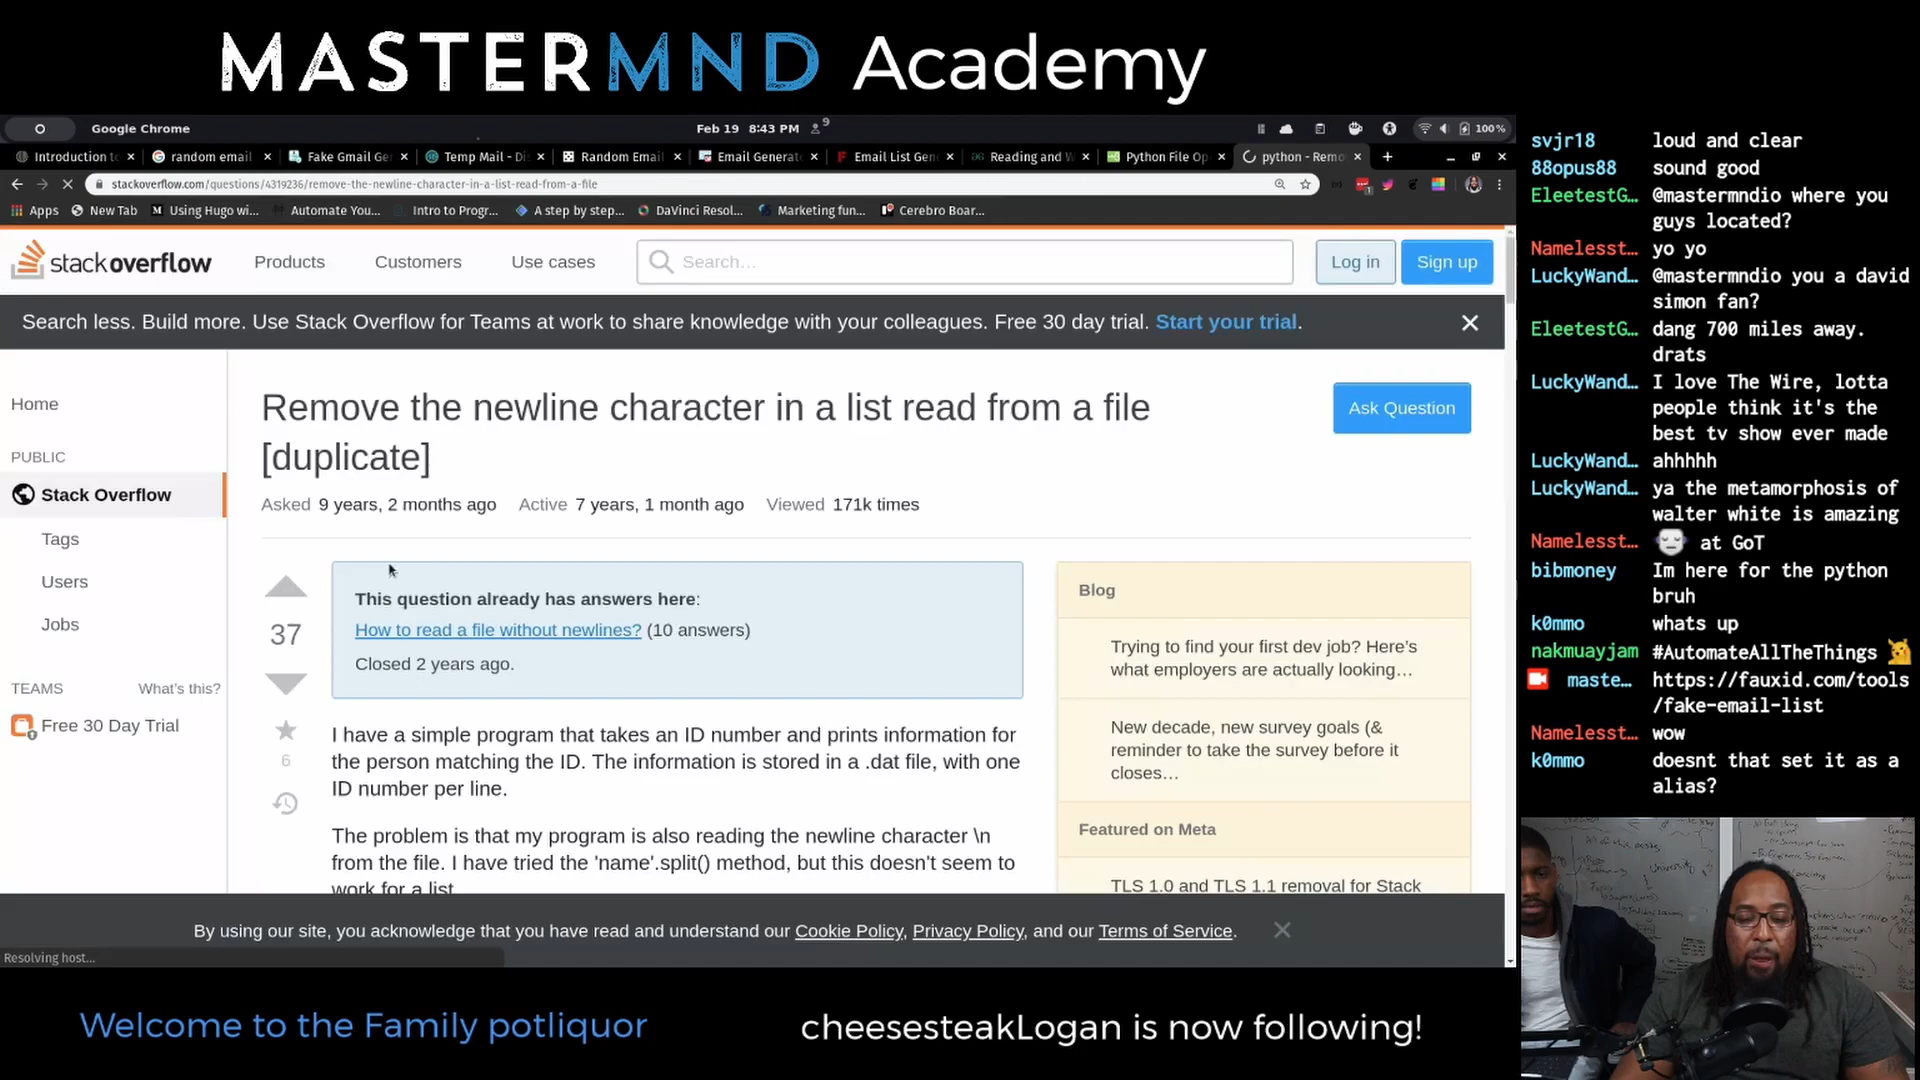 MASTERMND Academy
Google Chrome
Feb 19 8:43 PM
9
100%
Introduction to
random email
Fake Gmail Ge
Temp Mail - Di
Random Email
Email Generat
Email List Gen
Reading and W
Python File Op
python - Remo
stackoverflow.com/questions/4319236/remove-the-newline-character-in-a-list-read-from-a-file
Apps
New Tab
Using Hugo wi...
Automate You...
Intro to Progr...
A step by step...
DaVinci Resol...
Marketing fun...
Cerebro Boar...
stackoverflow
Products
Customers
Use cases
Search...
Log in
Sign up
Search less. Build more. Use Stack Overflow for Teams at work to share knowledge with your colleagues. Free 30 day trial. Start your trial.
Home
PUBLIC
Stack Overflow
Tags
Users
Jobs
TEAMS What's this?
Free 30 Day Trial
Remove the newline character in a list read from a file
[duplicate]
Ask Question
Asked 9 years, 2 months ago Active 7 years, 1 month ago Viewed 171k times
37
6
This question already has answers here:
How to read a file without newlines? (10 answers)
Closed 2 years ago.
I have a simple program that takes an ID number and prints information for
the person matching the ID. The information is stored in a .dat file, with one
ID number per line.
The problem is that my program is also reading the newline character \n
from the file. I have tried the 'name'.split() method, but this doesn't seem to
work for a list.
Blog
Trying to find your first dev job? Here's
what employers are actually looking…
New decade, new survey goals (&
reminder to take the survey before it
closes…
Featured on Meta
TLS 1.0 and TLS 1.1 removal for Stack
By using our site, you acknowledge that you have read and understand our Cookie Policy, Privacy Policy, and our Terms of Service.
Resolving host...
svjr18 loud and clear
88opus88 sound good
EleetestG… @mastermndio where you
guys located?
Namelesst… yo yo
LuckyWand… @mastermndio you a david
simon fan?
EleetestG… dang 700 miles away.
drats
LuckyWand… I love The Wire, lotta
people think it's the
best tv show ever made
LuckyWand… ahhhhh
LuckyWand… ya the metamorphosis of
walter white is amazing
Namelesst… at GoT
bibmoney Im here for the python
bruh
k0mmo whats up
nakmuayjam #AutomateAllTheThings
maste… https://fauxid.com/tools
/fake-email-list
Namelesst… wow
k0mmo doesnt that set it as a
alias?
Welcome to the Family potliquor
cheesesteakLogan is now following!